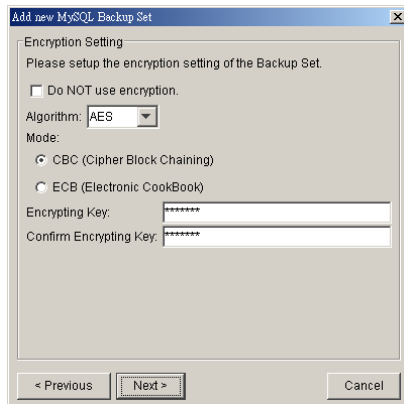 Add new MySQL Backup Set
Encryption Setting
Please setup the encryption setting of the Backup Set.
Do NOT use encryption.
Algorithm: AES
Mode:
CBC (Cipher Block Chaining)
ECB (Electronic CookBook)
Encrypting Key: *******
Confirm Encrypting Key: *******
< Previous Next > Cancel